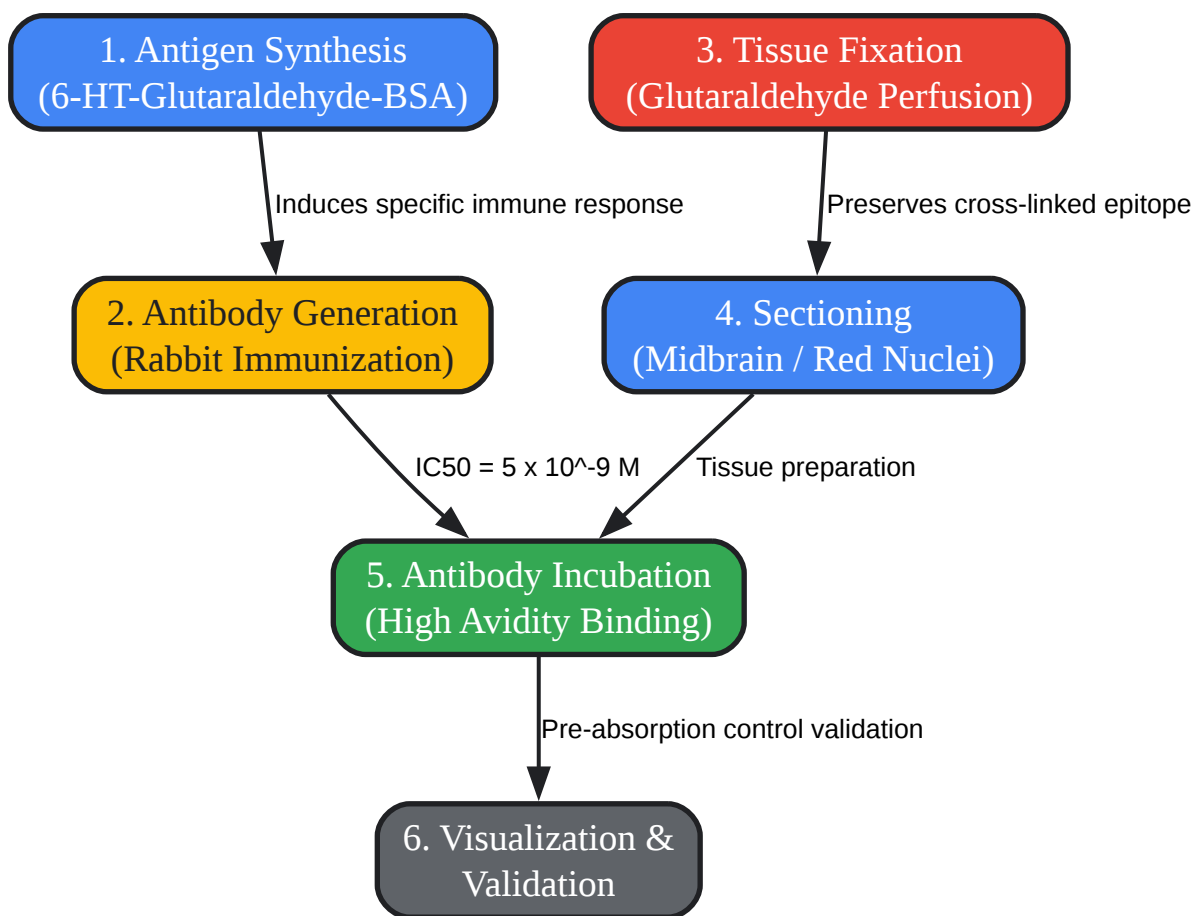 1. Antigen Synthesis
(6-HT-Glutaraldehyde-BSA)
3. Tissue Fixation
(Glutaraldehyde Perfusion)
Induces specific immune response
Preserves cross-linked epitope
2. Antibody Generation
(Rabbit Immunization)
4. Sectioning
(Midbrain / Red Nuclei)
IC50 = 5 x 10^-9 M
Tissue preparation
5. Antibody Incubation
(High Avidity Binding)
Pre-absorption control validation
6. Visualization &
Validation